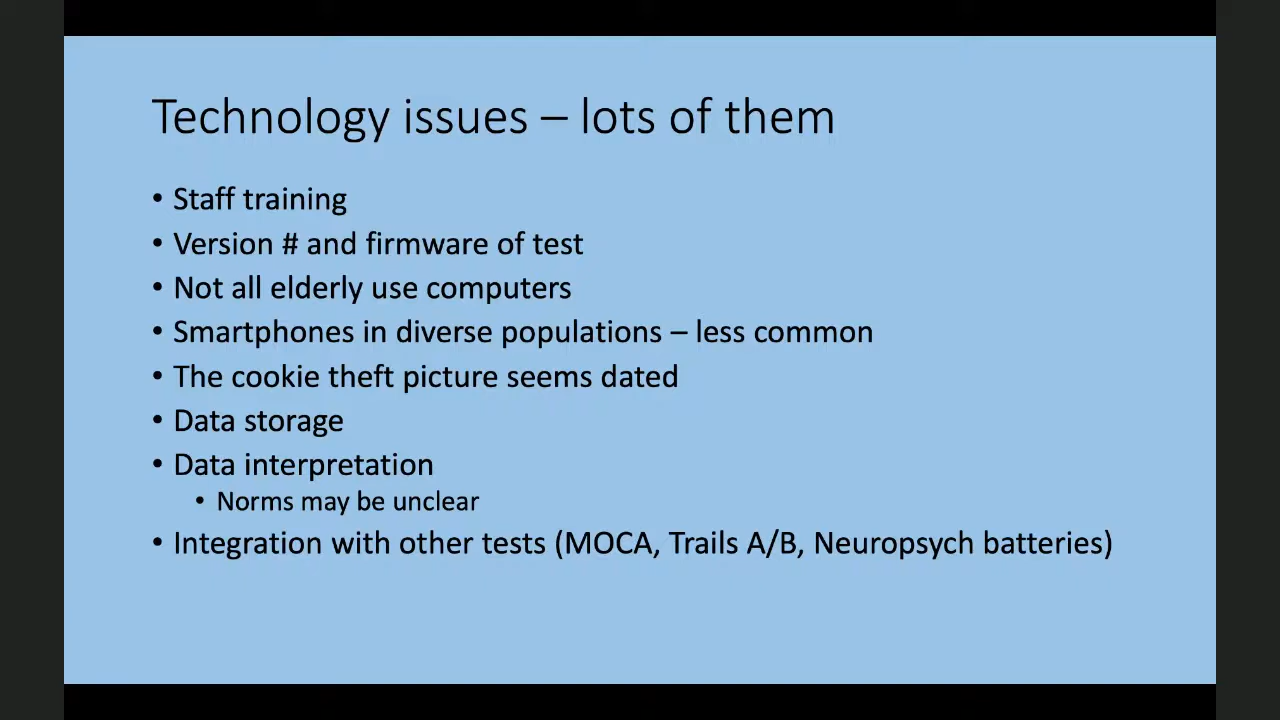 Technology issues – lots of them
• Staff training
• Version # and firmware of test
• Not all elderly use computers
• Smartphones in diverse populations – less common
• The cookie theft picture seems dated
• Data storage
• Data interpretation
• Norms may be unclear
• Integration with other tests (MOCA, Trails A/B, Neuropsych batteries)